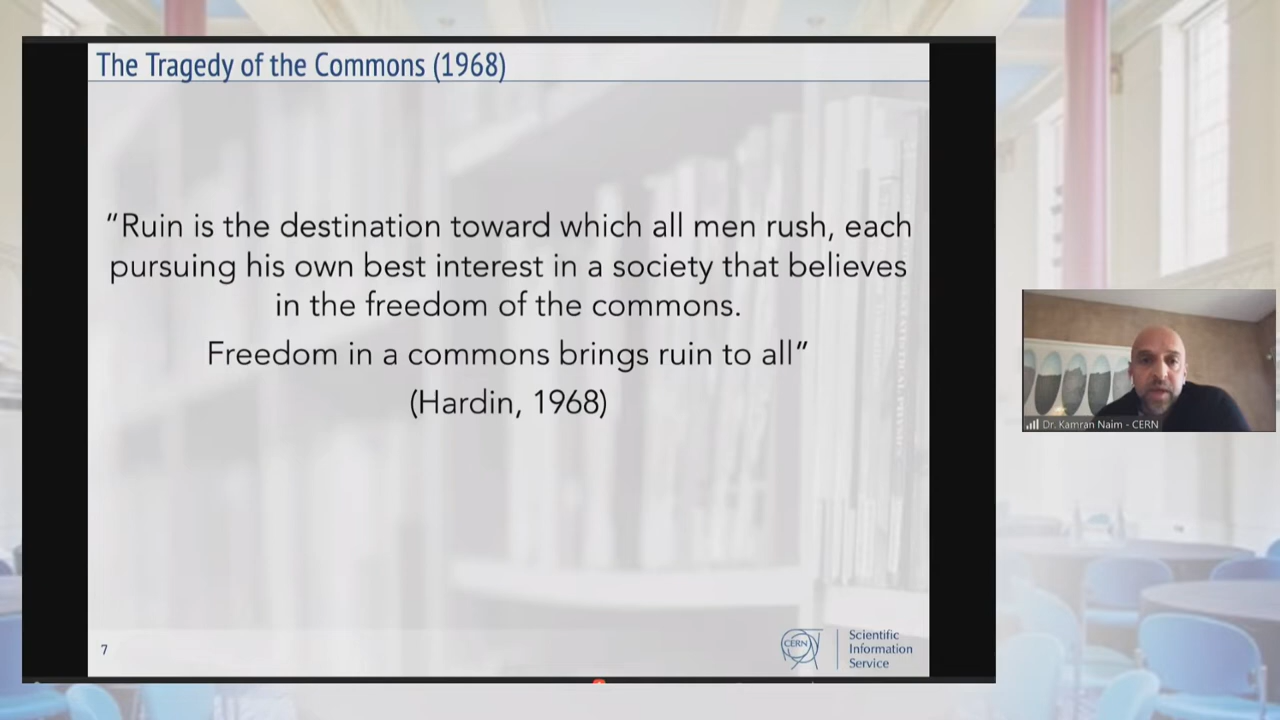 The Tragedy of the Commons (1968)
“Ruin is the destination toward which all men rush, each
pursuing his own best interest in a society that believes
in the freedom of the commons.
Freedom in a commons brings ruin to all”
(Hardin, 1968)
Dr. Kamran Naim - CERN
7
CERN
Scientific
Information
Service